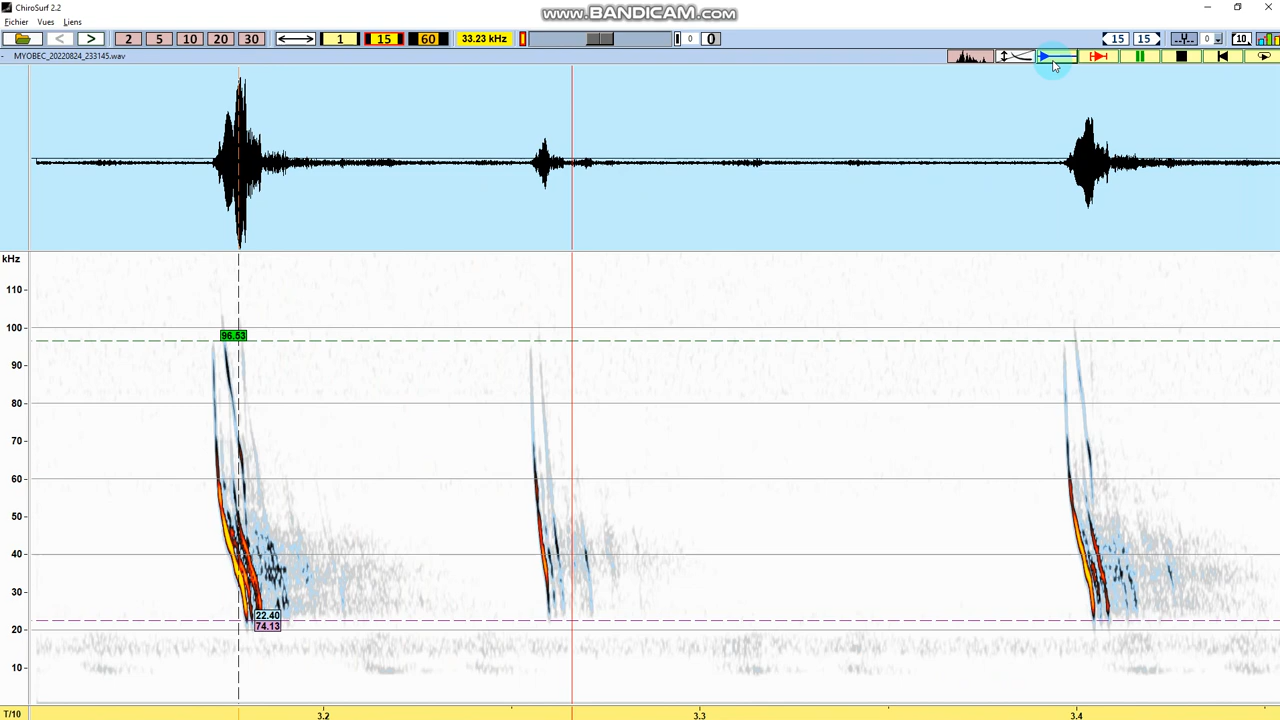 ChiroSurf 2.2
www.BANDICAM.com
Fichier Vues Liens
< > 2 5 10 20 30 1 15 60 33.23 kHz 0 0 15 15 0 10
- MYOBEC_20220824_233145.wav
kHz
110
100
96.53
90
80
70
60
50
40
30
22.40
74.13
20
10
T/10 3.2 3.3 3.4